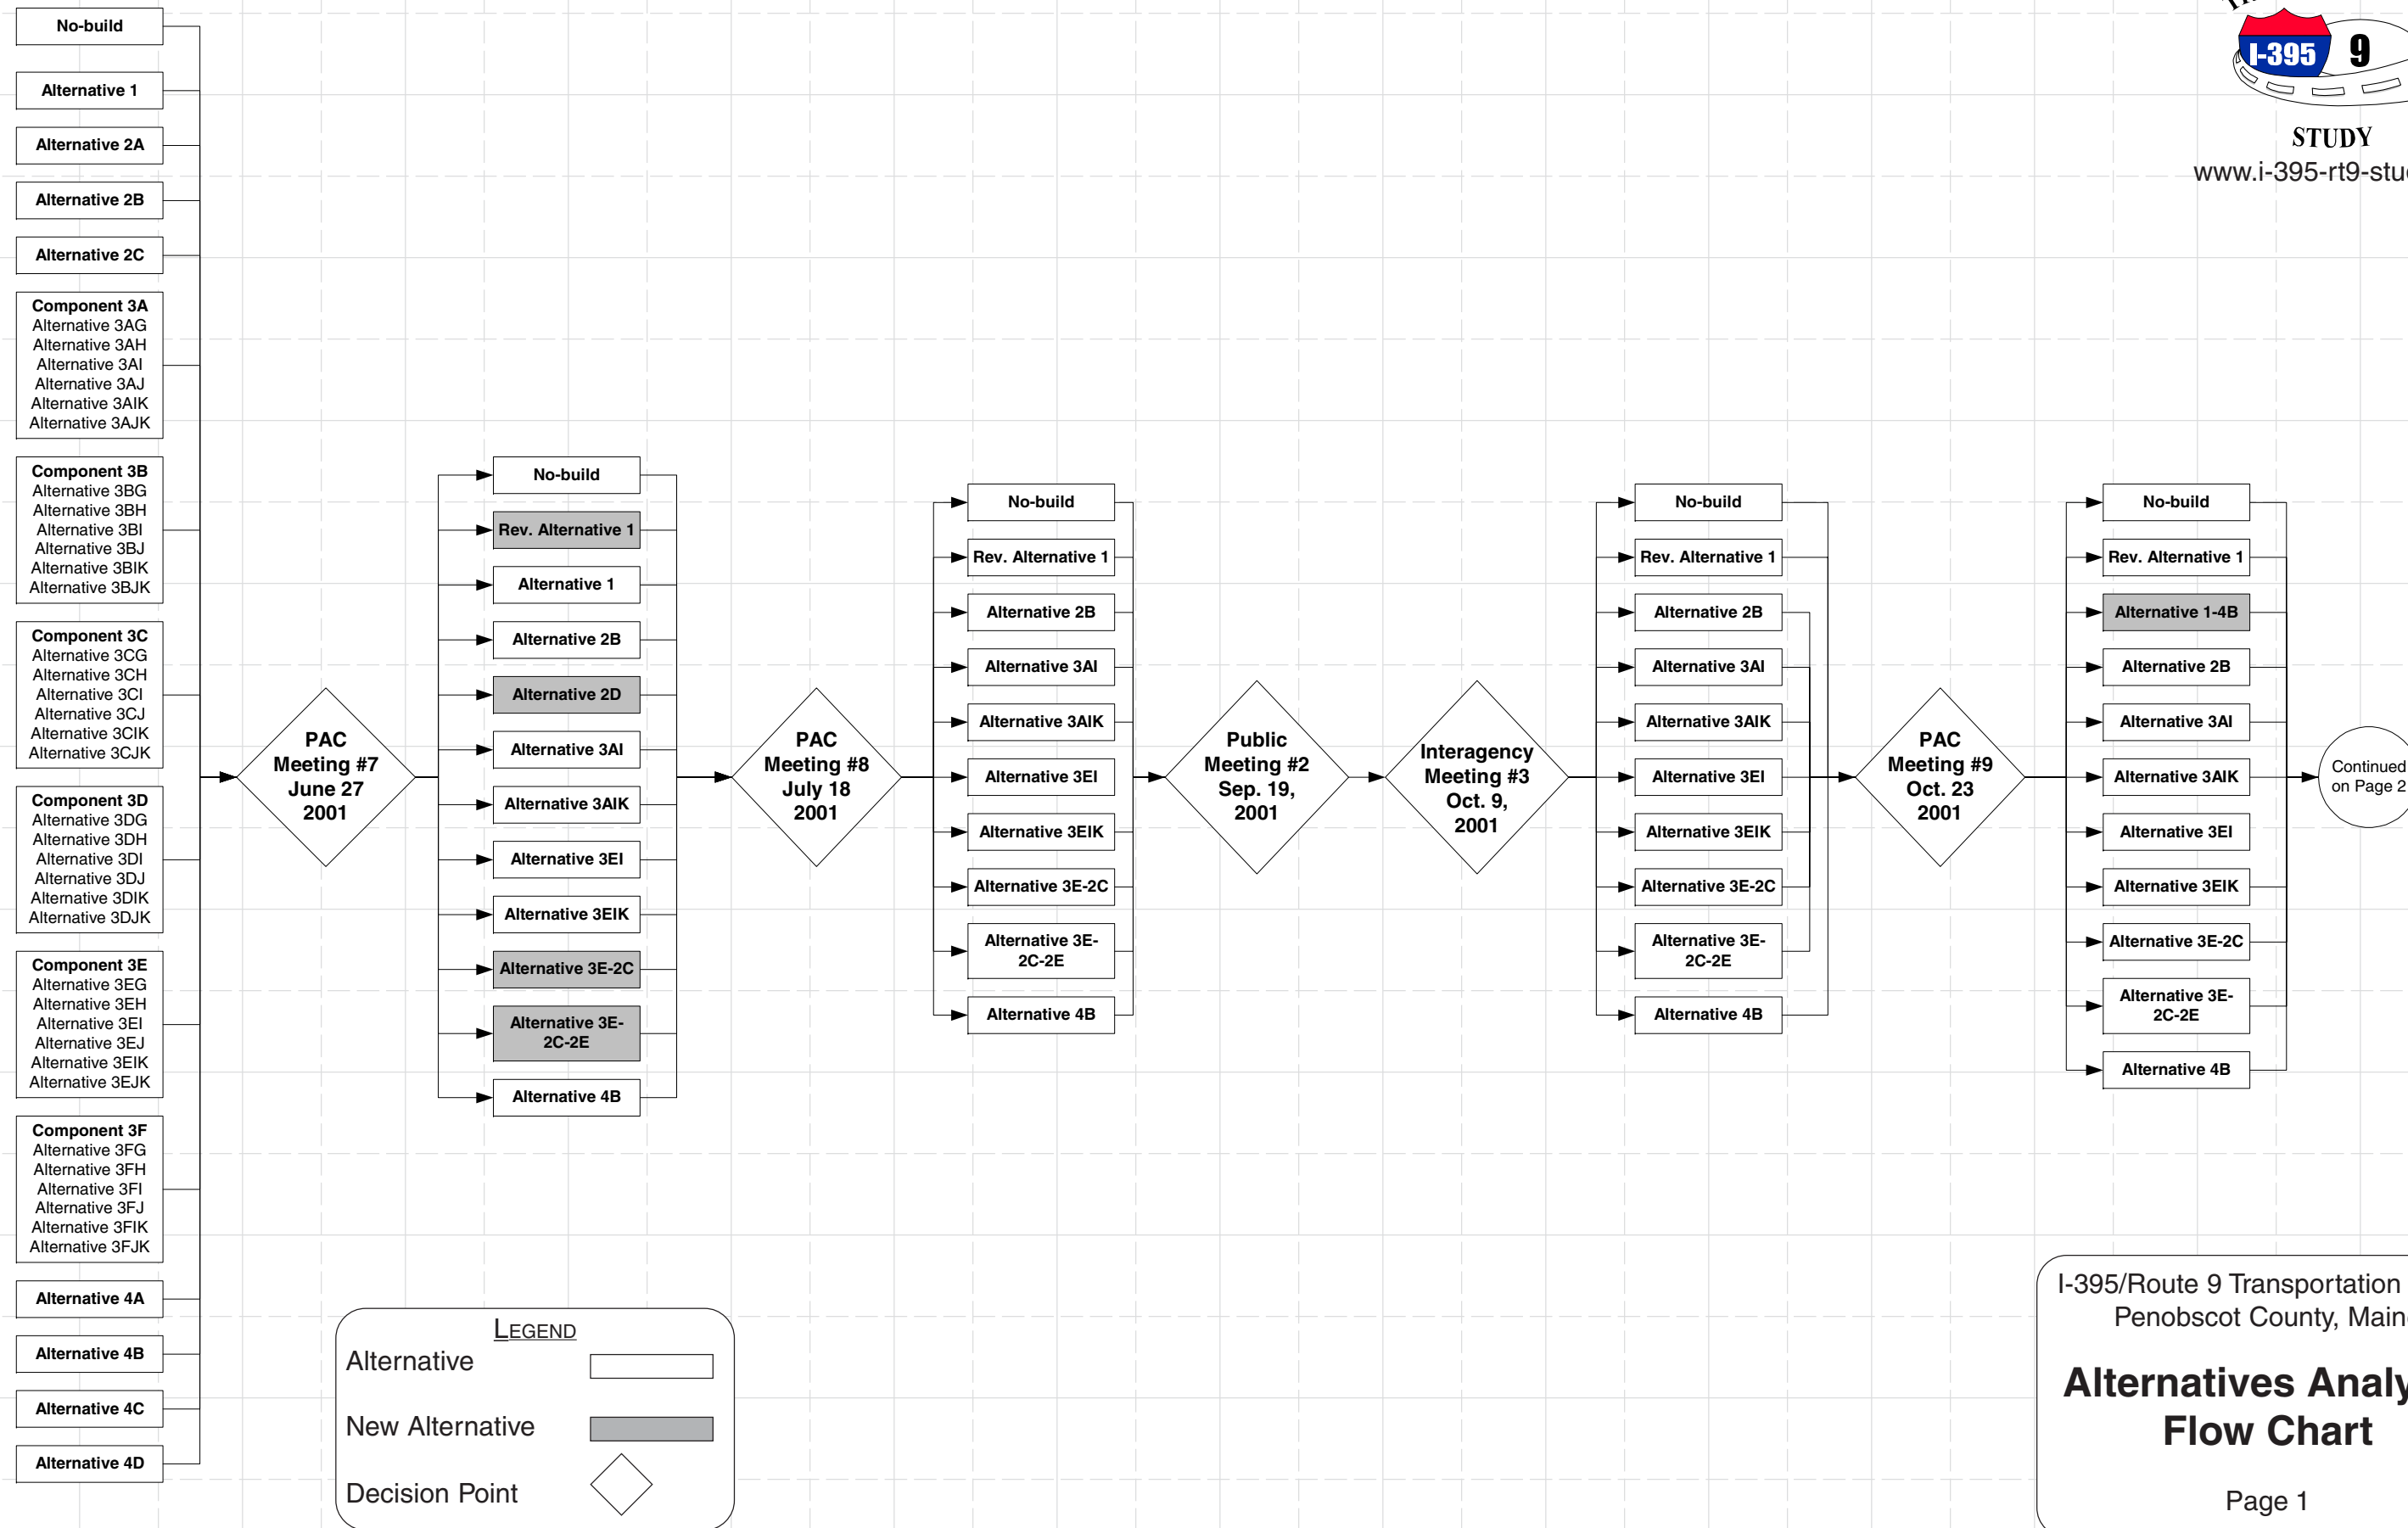 No-build
Alternative 1
Alternative 2A
Alternative 2B
Alternative 2C
Component 3A
Alternative 3AG
Alternative 3AH
Alternative 3AI
Alternative 3AJ
Alternative 3AIK
Alternative 3AJK
Component 3B
Alternative 3BG
Alternative 3BH
Alternative 3BI
Alternative 3BJ
Alternative 3BIK
Alternative 3BJK
Component 3C
Alternative 3CG
Alternative 3CH
Alternative 3CI
Alternative 3CJ
Alternative 3CIK
Alternative 3CJK
Component 3D
Alternative 3DG
Alternative 3DH
Alternative 3DI
Alternative 3DJ
Alternative 3DIK
Alternative 3DJK
Component 3E
Alternative 3EG
Alternative 3EH
Alternative 3EI
Alternative 3EJ
Alternative 3EIK
Alternative 3EJK
Component 3F
Alternative 3FG
Alternative 3FH
Alternative 3FI
Alternative 3FJ
Alternative 3FIK
Alternative 3FJK
Alternative 4A
Alternative 4B
Alternative 4C
Alternative 4D
PAC
Meeting #7
June 27
2001
No-build
Rev. Alternative 1
Alternative 1
Alternative 2B
Alternative 2D
Alternative 3AI
Alternative 3AIK
Alternative 3EI
Alternative 3EIK
Alternative 3E-2C
Alternative 3E-
2C-2E
Alternative 4B
PAC
Meeting #8
July 18
2001
No-build
Rev. Alternative 1
Alternative 2B
Alternative 3AI
Alternative 3AIK
Alternative 3EI
Alternative 3EIK
Alternative 3E-2C
Alternative 3E-
2C-2E
Alternative 4B
Public
Meeting #2
Sep. 19,
2001
Interagency
Meeting #3
Oct. 9,
2001
No-build
Rev. Alternative 1
Alternative 2B
Alternative 3AI
Alternative 3AIK
Alternative 3EI
Alternative 3EIK
Alternative 3E-2C
Alternative 3E-
2C-2E
Alternative 4B
PAC
Meeting #9
Oct. 23
2001
No-build
Rev. Alternative 1
Alternative 1-4B
Alternative 2B
Alternative 3AI
Alternative 3AIK
Alternative 3EI
Alternative 3EIK
Alternative 3E-2C
Alternative 3E-
2C-2E
Alternative 4B
Continued
on Page 2
I-395 9
STUDY
www.i-395-rt9-stu
LEGEND
Alternative
New Alternative
Decision Point
I-395/Route 9 Transportation
Penobscot County, Main
Alternatives Analy
Flow Chart
Page 1